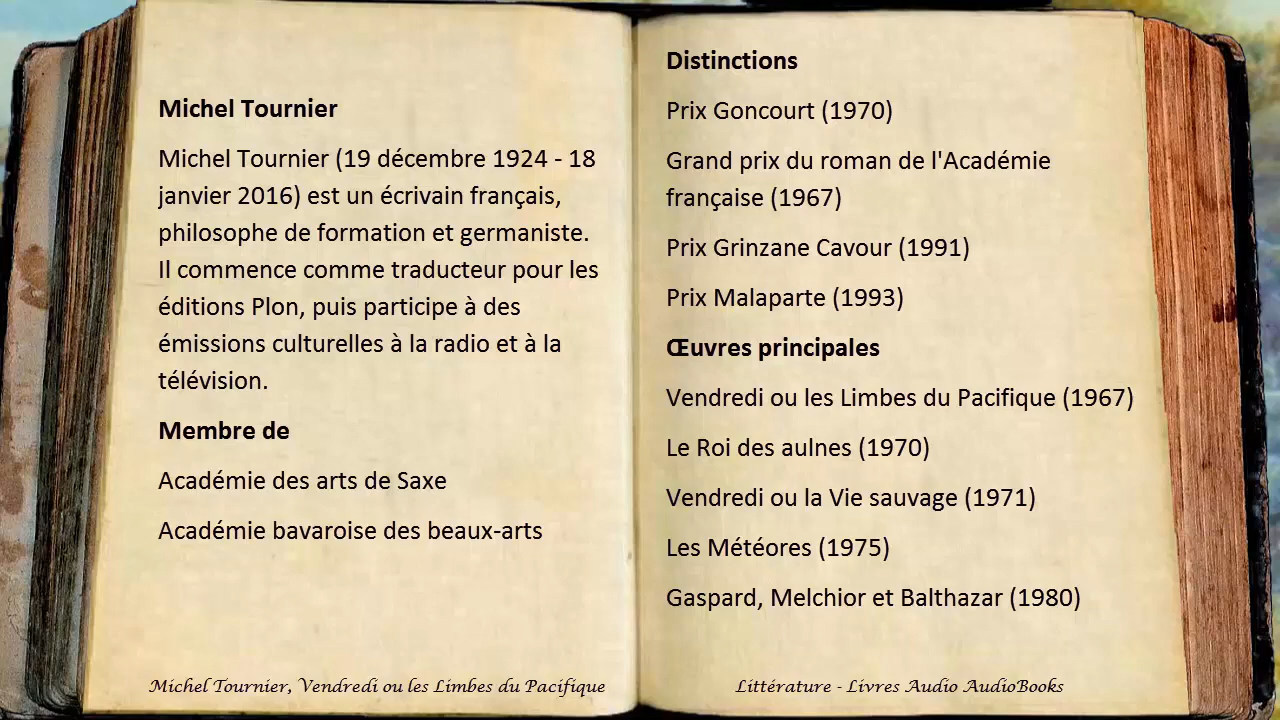 Michel Tournier
Michel Tournier (19 décembre 1924 - 18
janvier 2016) est un écrivain français,
philosophe de formation et germaniste.
Il commence comme traducteur pour les
éditions Plon, puis participe à des
émissions culturelles à la radio et à la
télévision.
Membre de
Académie des arts de Saxe
Académie bavaroise des beaux-arts
Michel Tournier, Vendredi ou les Limbes du Pacifique
Distinctions
Prix Goncourt (1970)
Grand prix du roman de l'Académie
française (1967)
Prix Grinzane Cavour (1991)
Prix Malaparte (1993)
Œuvres principales
Vendredi ou les Limbes du Pacifique (1967)
Le Roi des aulnes (1970)
Vendredi ou la Vie sauvage (1971)
Les Météores (1975)
Gaspard, Melchior et Balthazar (1980)
Littérature - Livres Audio AudioBooks